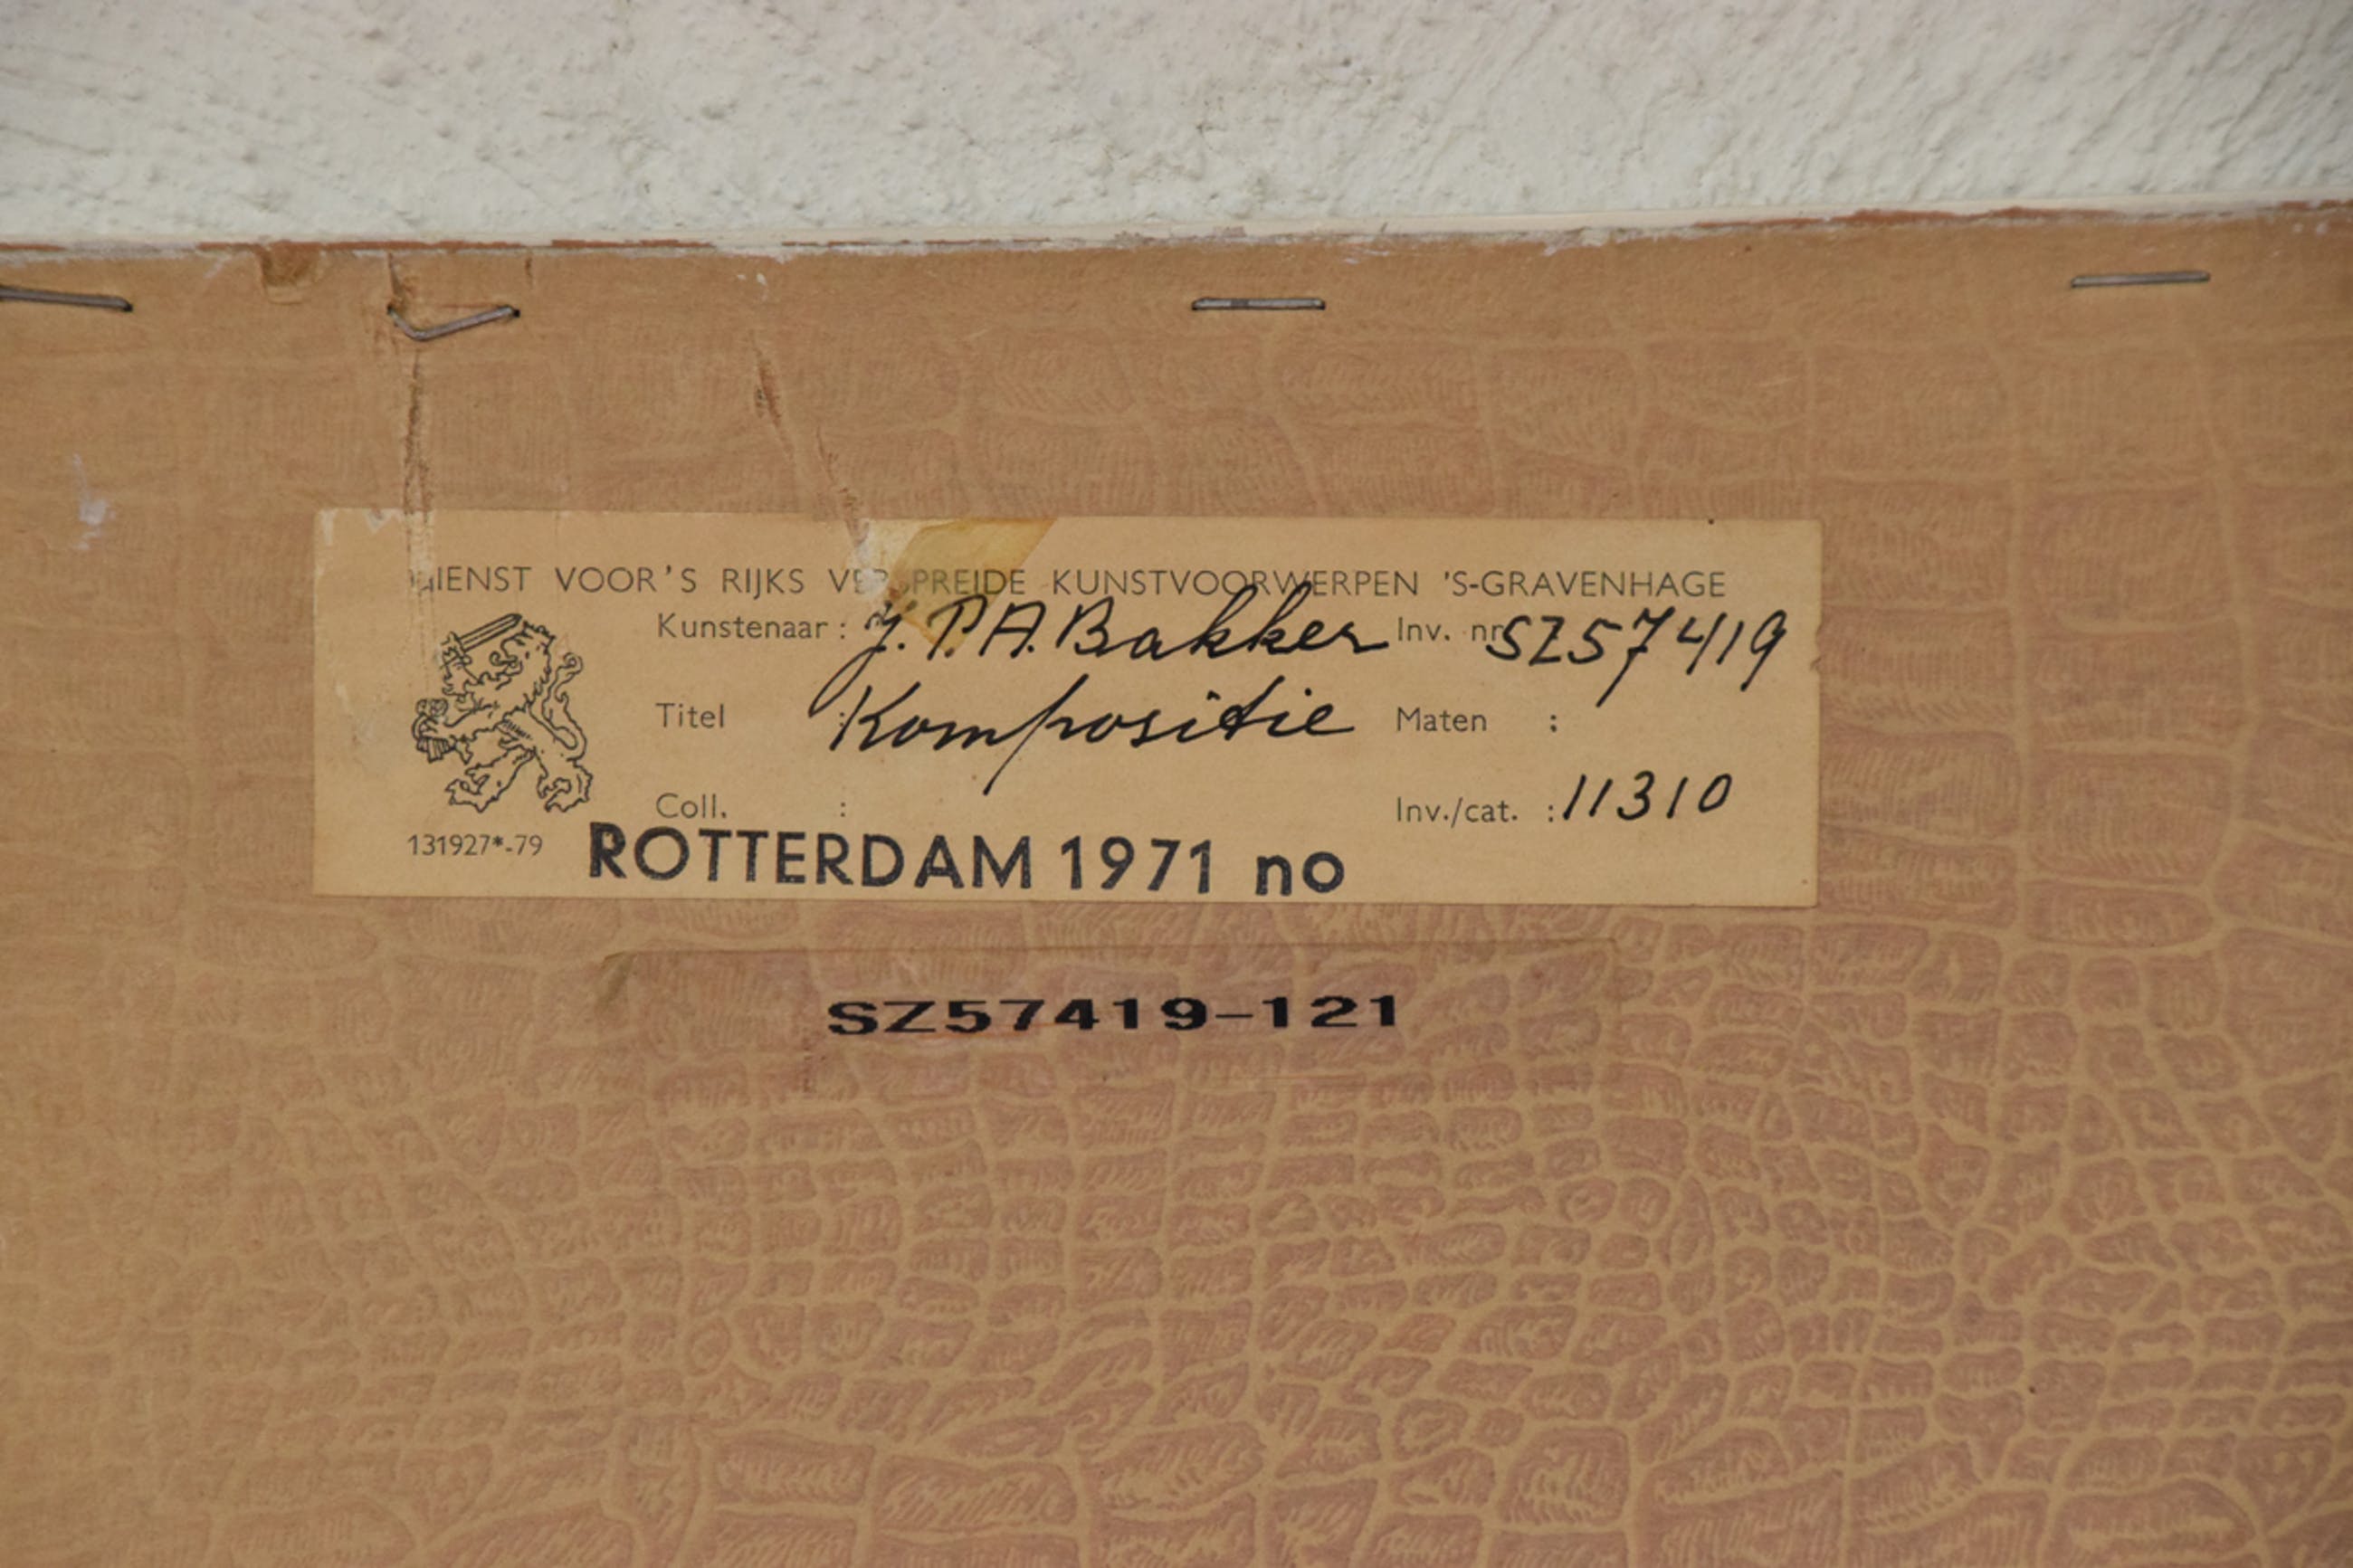 DIENST VOOR'S RIJKS VERSPREIDE KUNSTVOORWERPEN 'S-GRAVENHAGE
Kunstenaar : J.P.A. Bakker Inv. nr SZ57419
Titel : Kompositie Maten :
Coll. : Inv./cat. : 11310
131927*-79 ROTTERDAM 1971 no
SZ57419-121